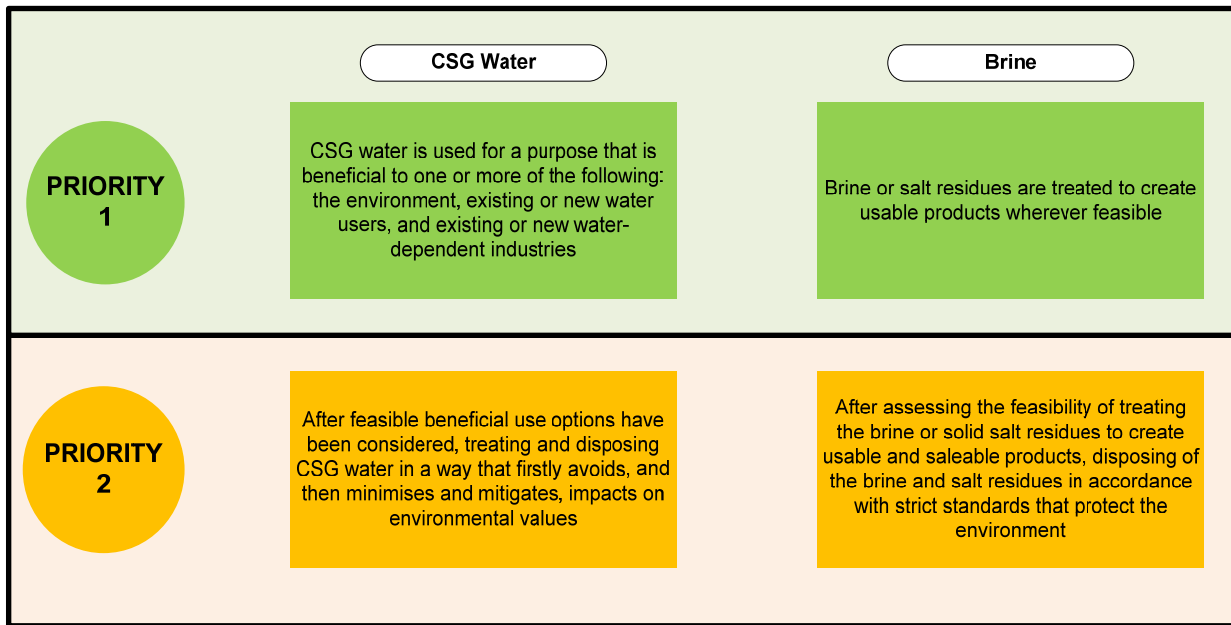 CSG Water
Brine
PRIORITY
1
CSG water is used for a purpose that is
beneficial to one or more of the following:
the environment, existing or new water
users, and existing or new water-
dependent industries
Brine or salt residues are treated to create
usable products wherever feasible
PRIORITY
2
After feasible beneficial use options have
been considered, treating and disposing
CSG water in a way that firstly avoids, and
then minimises and mitigates, impacts on
environmental values
After assessing the feasibility of treating
the brine or solid salt residues to create
usable and saleable products, disposing of
the brine and salt residues in accordance
with strict standards that protect the
environment